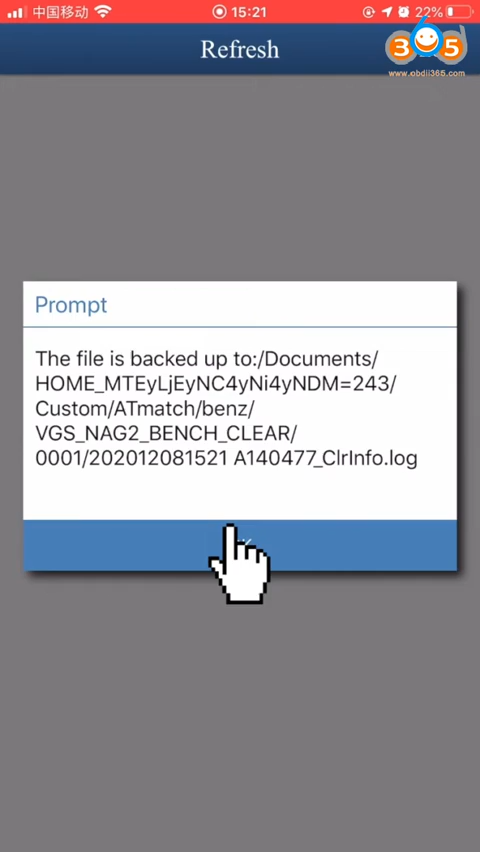 中国移动
15:21
22%
Refresh
365
www.obdii365.com
Prompt
The file is backed up to:/Documents/
HOME_MTEyLjEyNC4yNi4yNDM=243/
Custom/ATmatch/benz/
VGS_NAG2_BENCH_CLEAR/
0001/202012081521 A140477_ClrInfo.log